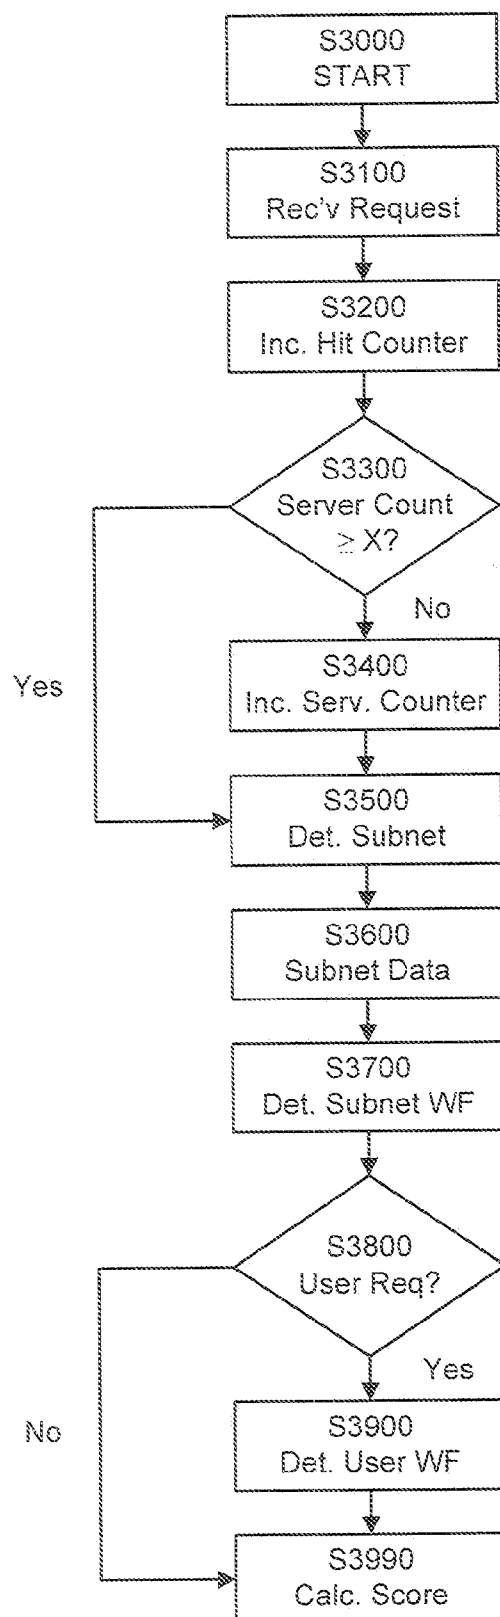 S3000
START
S3100
Rec'v Request
S3200
Inc. Hit Counter
S3300
Server Count
≥ X?
No
Yes
S3400
Inc. Serv. Counter
S3500
Det. Subnet
S3600
Subnet Data
S3700
Det. Subnet WF
S3800
User Req?
Yes
No
S3900
Det. User WF
S3990
Calc. Score